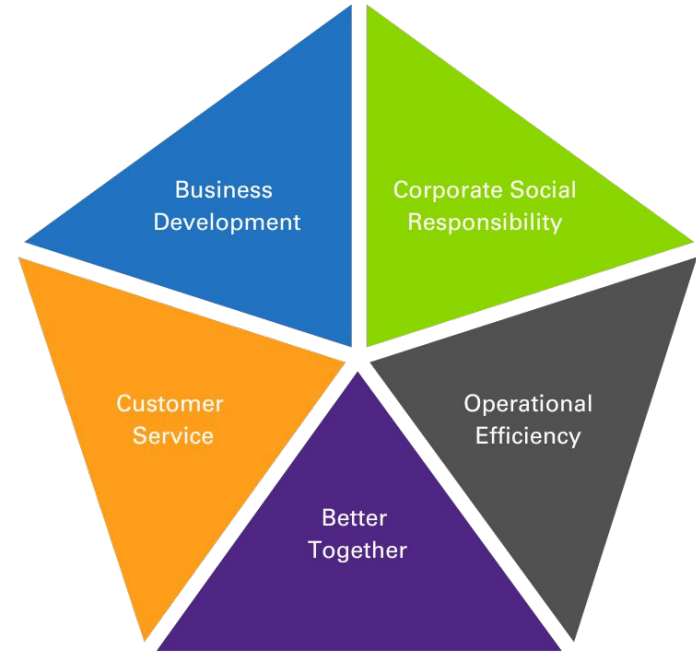 Business
Development
Corporate Social
Responsibility
Customer
Service
Operational
Efficiency
Better
Together